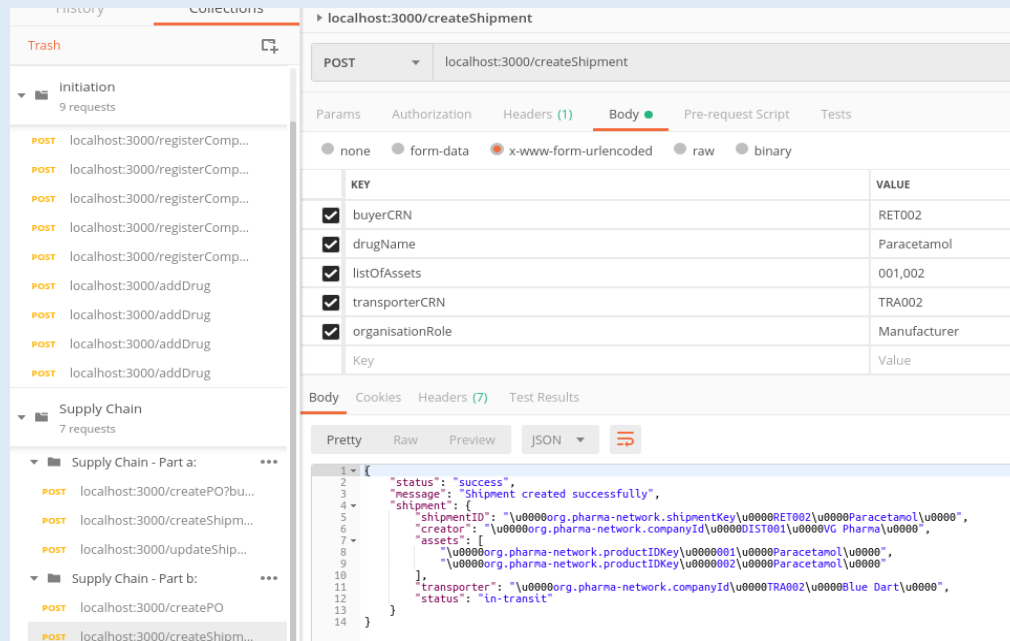 History Collections
Trash
initiation
9 requests
POST localhost:3000/registerComp...
POST localhost:3000/registerComp...
POST localhost:3000/registerComp...
POST localhost:3000/registerComp...
POST localhost:3000/registerComp...
POST localhost:3000/addDrug
POST localhost:3000/addDrug
POST localhost:3000/addDrug
POST localhost:3000/addDrug
Supply Chain
7 requests
Supply Chain - Part a:
POST localhost:3000/createPO?bu...
POST localhost:3000/createShipm...
POST localhost:3000/updateShip...
Supply Chain - Part b:
POST localhost:3000/createPO
POST localhost:3000/createShipm...
localhost:3000/createShipment
POST localhost:3000/createShipment
Params Authorization Headers (1) Body Pre-request Script Tests
none form-data x-www-form-urlencoded raw binary
KEY VALUE
buyerCRN RET002
drugName Paracetamol
listOfAssets 001,002
transporterCRN TRA002
organisationRole Manufacturer
Key Value
Body Cookies Headers (7) Test Results
Pretty Raw Preview JSON
1 {
2 "status": "success",
3 "message": "Shipment created successfully",
4 "shipment": {
5 "shipmentID": "\u0000org.pharma-network.shipmentKey\u0000RET002\u0000Paracetamol\u0000",
6 "creator": "\u0000org.pharma-network.companyId\u0000DIST001\u0000VG Pharma\u0000",
7 "assets": [
8 "\u0000org.pharma-network.productIDKey\u0000001\u0000Paracetamol\u0000",
9 "\u0000org.pharma-network.productIDKey\u0000002\u0000Paracetamol\u0000"
10 ],
11 "transporter": "\u0000org.pharma-network.companyId\u0000TRA002\u0000Blue Dart\u0000",
12 "status": "in-transit"
13 }
14 }